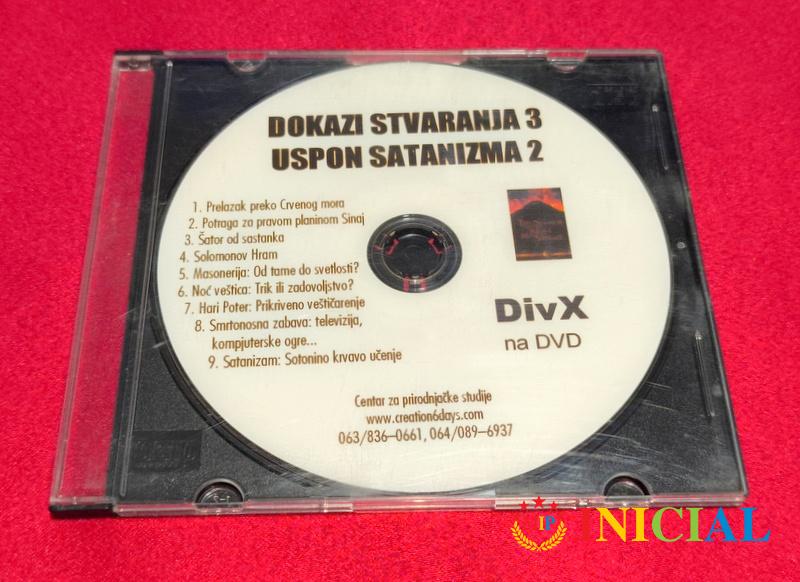 DOKAZI STVARANJA 3
USPON SATANIZMA 2
1. Prelazak preko Crvenog mora
2. Potraga za pravom planinom Sinaj
3. Šator od sastanka
4. Solomonov Hram
5. Masonerija: Od tame do svetlosti?
6. Noć veštica: Trik ili zadovoljstvo?
7. Hari Poter: Prikriveno veštičarenje
8. Smrtonosna zabava: televizija,
kompjuterske ogre...
9. Satanizam: Sotonino krvavo učenje
DivX
na DVD
Centar za prirodnjačke studije
www.creation6days.com
063/836–0661, 064/089–6937
IP
INICIAL